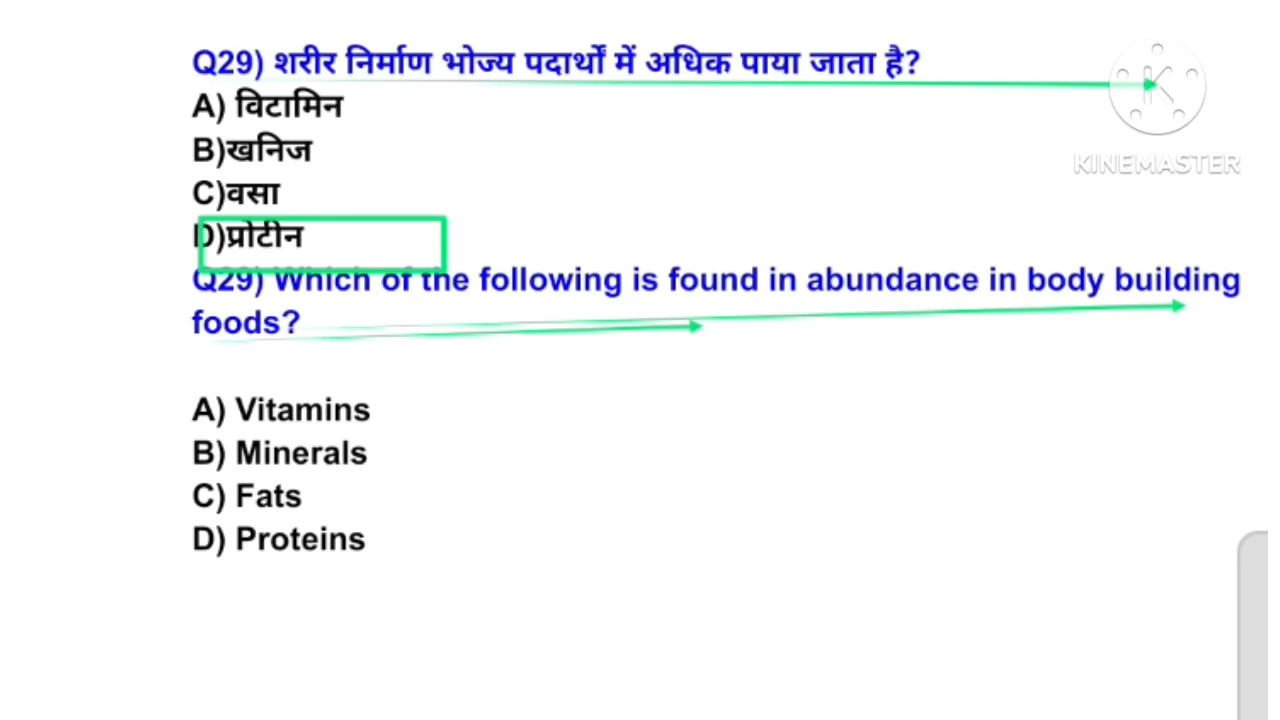 Q29) शरीर निर्माण भोज्य पदार्थों में अधिक पाया जाता है?
A) विटामिन
B)खनिज
C)वसा
D)प्रोटीन
Q29) Which of the following is found in abundance in body building
foods?
A) Vitamins
B) Minerals
C) Fats
D) Proteins
K
KINEMASTER